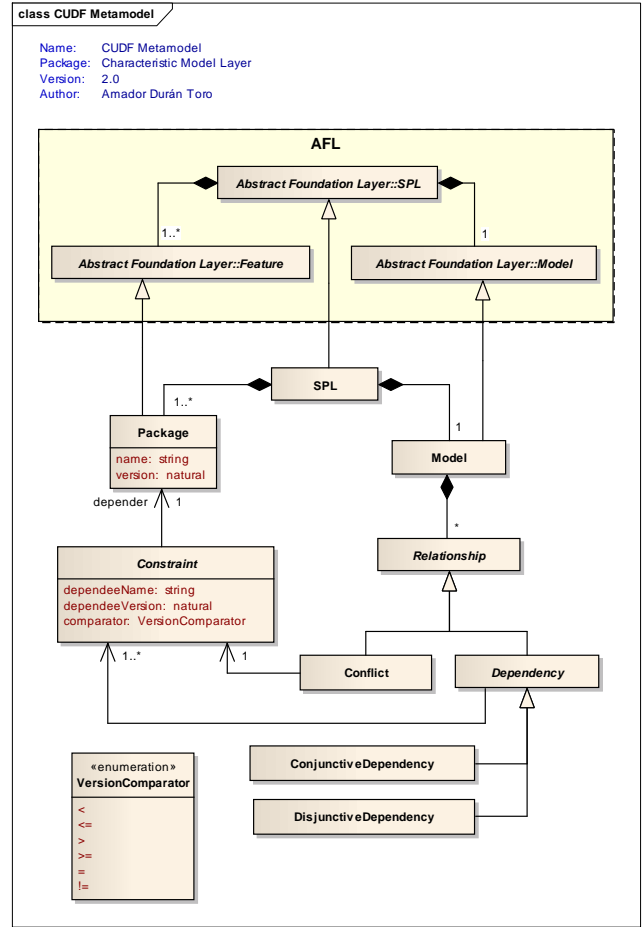 class CUDF Metamodel
Name: CUDF Metamodel
Package: Characteristic Model Layer
Version: 2.0
Author: Amador Durán Toro
AFL
Abstract Foundation Layer::SPL
1..*
1
Abstract Foundation Layer::Feature
Abstract Foundation Layer::Model
SPL
1..*
1
Package
name: string
version: natural
Model
depender 1
*
Constraint
dependeeName: string
dependeeVersion: natural
comparator: VersionComparator
Relationship
1..*
1
Conflict
Dependency
ConjunctiveDependency
DisjunctiveDependency
«enumeration»
VersionComparator
<
<=
>
>=
=
!=